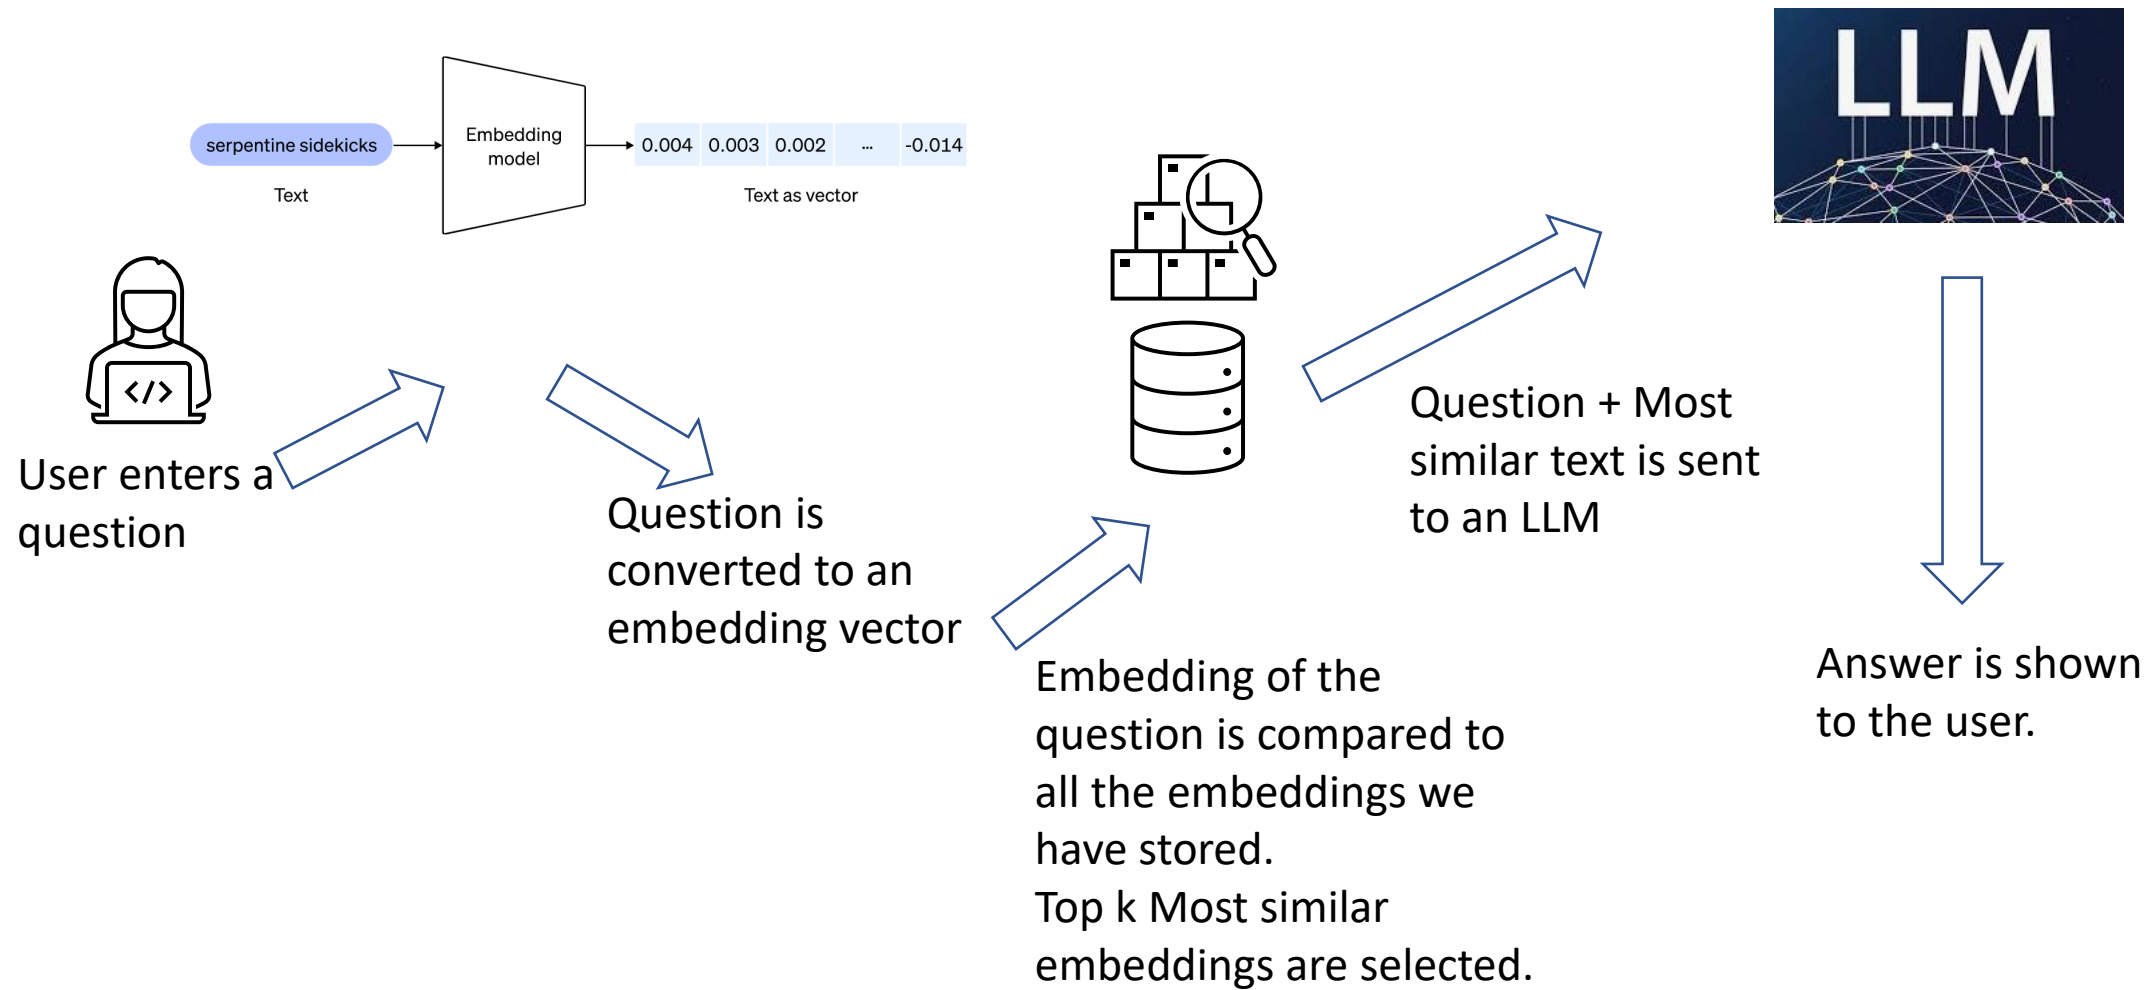 serpentine sidekicks
Text
Embedding
model
0.004 0.003 0.002 ... -0.014
Text as vector
LLM
</>
User enters a
question
Question is
converted to an
embedding vector
Embedding of the
question is compared to
all the embeddings we
have stored.
Top k Most similar
embeddings are selected.
Question + Most
similar text is sent
to an LLM
Answer is shown
to the user.